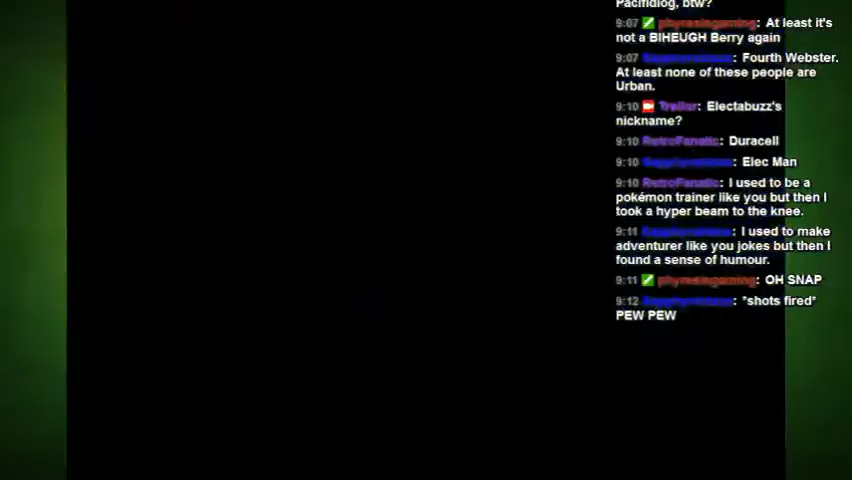 Pacifidlog, btw?
9:07 phyresisgaming: At least it's
not a BIHEUGH Berry again
9:07 : Fourth Webster.
At least none of these people are
Urban.
9:10 : Electabuzz's
nickname?
9:10 RetroFanatic: Duracell
9:10 : Elec Man
9:10 RetroFanatic: I used to be a
pokémon trainer like you but then I
took a hyper beam to the knee.
9:11 : I used to make
adventurer like you jokes but then I
found a sense of humour.
9:11 phyresisgaming: OH SNAP
9:12 : *shots fired*
PEW PEW